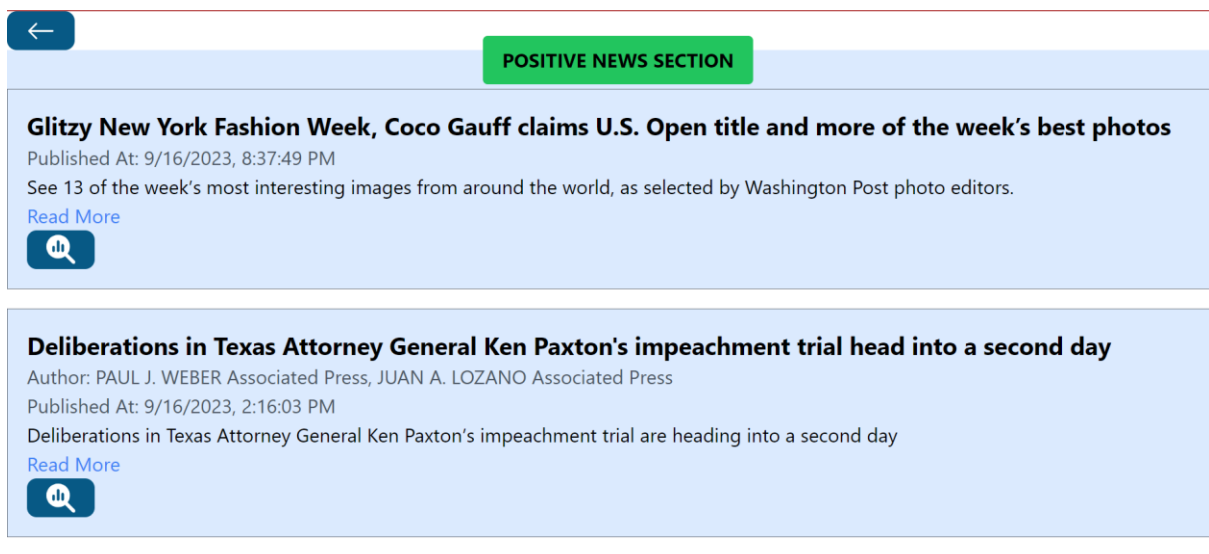 POSITIVE NEWS SECTION
Glitzy New York Fashion Week, Coco Gauff claims U.S. Open title and more of the week’s best photos
Published At: 9/16/2023, 8:37:49 PM
See 13 of the week’s most interesting images from around the world, as selected by Washington Post photo editors.
Read More
Deliberations in Texas Attorney General Ken Paxton's impeachment trial head into a second day
Author: PAUL J. WEBER Associated Press, JUAN A. LOZANO Associated Press
Published At: 9/16/2023, 2:16:03 PM
Deliberations in Texas Attorney General Ken Paxton’s impeachment trial are heading into a second day
Read More